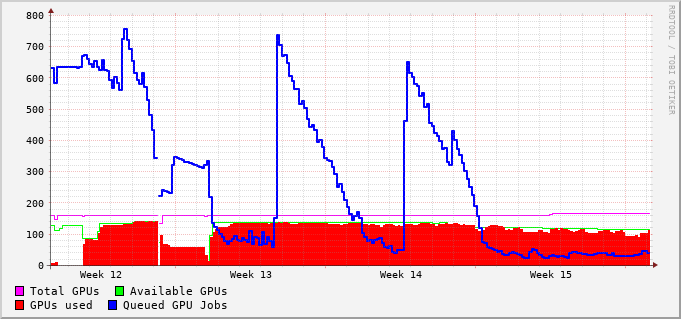 800
700
600
500
400
300
200
100
0
Week 12 Week 13 Week 14 Week 15
Total GPUs Available GPUs
GPUs used Queued GPU Jobs
RRDTOOL / TOBI OETIKER